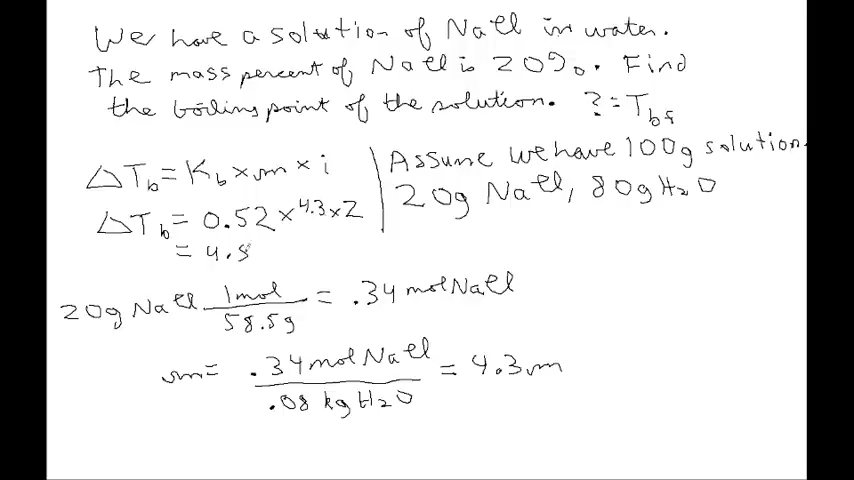 We have a solution of NaCl in water.
The mass percent of NaCl is 20%. Find
the boiling point of the solution. ? = Tbf
ΔTb = Kb × m × i
ΔTb = 0.52 × 4.3 × 2
= 4.5
Assume we have 100g solution.
20g NaCl, 80g H2O
20g NaCl 1mol / 58.5g = .34 mol NaCl
m = .34 mol NaCl / .08 kg H2O = 4.3 m